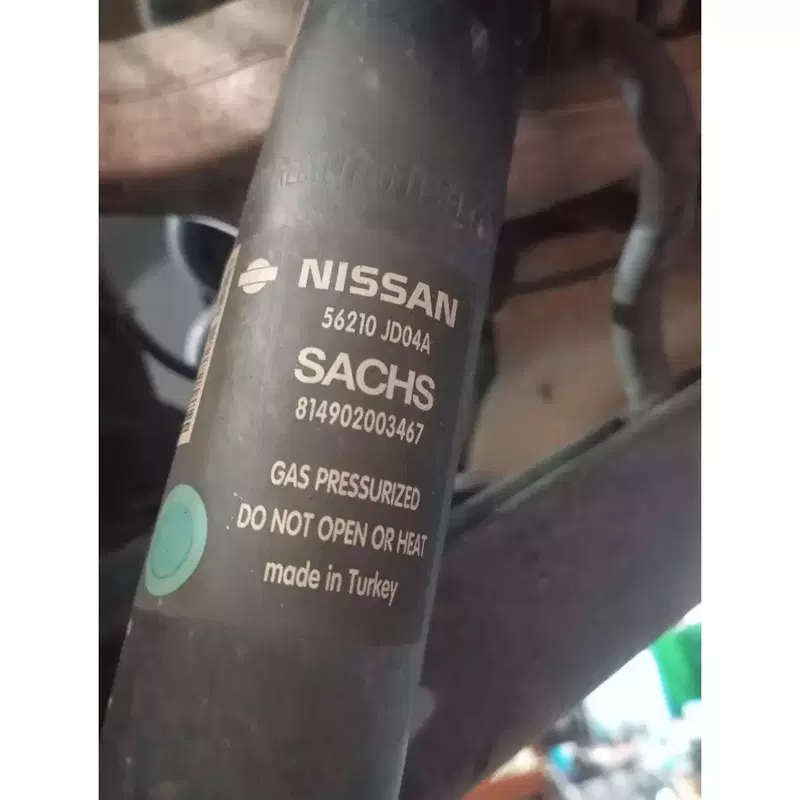 NISSAN
56210 JD04A
SACHS
814902003467
GAS PRESSURIZED
DO NOT OPEN OR HEAT
made in Turkey